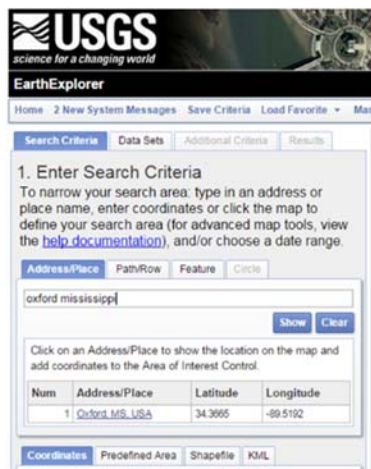 USGS
science for a changing world
EarthExplorer
Home 2 New System Messages Save Criteria Load Favorite Ma
Search Criteria Data Sets Additional Criteria Results
1. Enter Search Criteria
To narrow your search area: type in an address or
place name, enter coordinates or click the map to
define your search area (for advanced map tools, view
the help documentation), and/or choose a date range.
Address/Place Path/Row Feature Circle
oxford mississippi
Show Clear
Click on an Address/Place to show the location on the map and
add coordinates to the Area of Interest Control.
Num Address/Place Latitude Longitude
1 Oxford, MS, USA 34.3665 -89.5192
Coordinates Predefined Area Shapefile KML